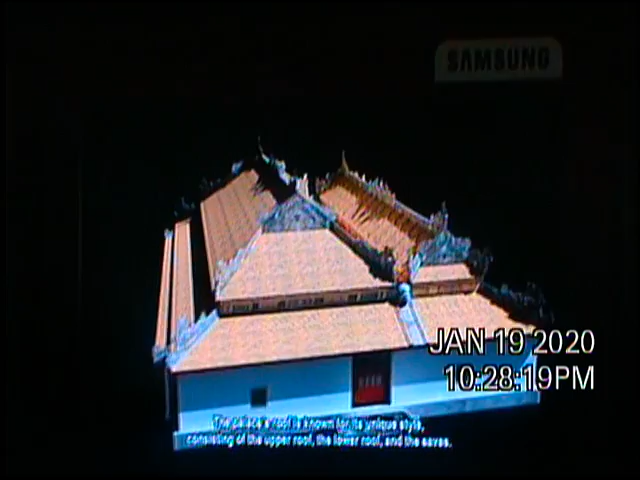 SAMSUNG
JAN 19 2020
10:28:19PM
The palace's roof is known for its unique style,
consisting of the upper roof, the lower roof, and the eaves.